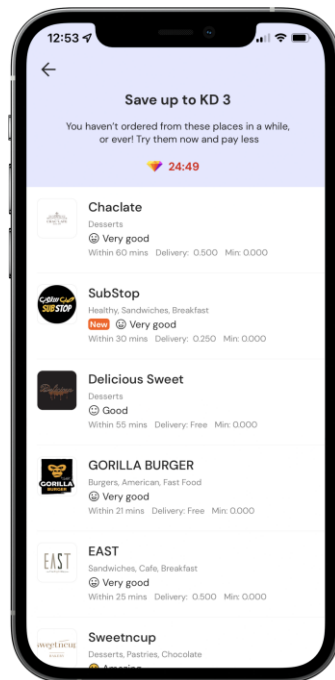 12:53
Save up to KD 3
You haven't ordered from these places in a while,
or ever! Try them now and pay less
24:49
Chaclate
Desserts
Very good
Within 60 mins Delivery: 0.500 Min: 0.000
SUBSTOP
SubStop
Healthy, Sandwiches, Breakfast
New Very good
Within 30 mins Delivery: 0.250 Min: 0.000
Delicious Sweet
Desserts
Good
Within 55 mins Delivery: Free Min: 0.000
GORILLA
BURGER
GORILLA BURGER
Burgers, American, Fast Food
Very good
Within 21 mins Delivery: Free Min: 0.000
EAST
EAST
Sandwiches, Cafe, Breakfast
Very good
Within 25 mins Delivery: 0.500 Min: 0.000
sweetncup
Sweetncup
Desserts, Pastries, Chocolate
Amazing